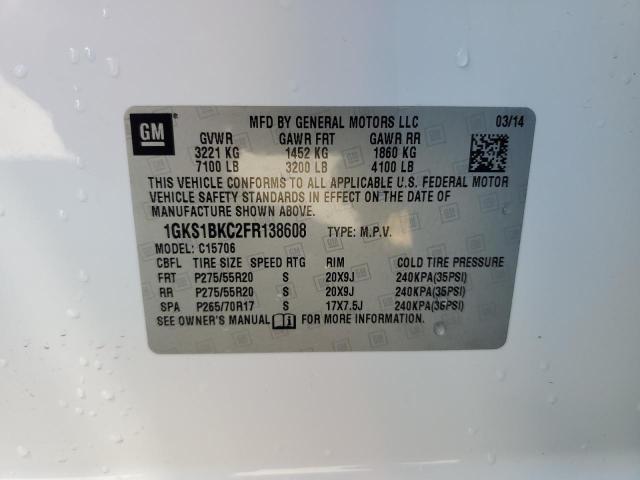 MFD BY GENERAL MOTORS LLC 03/14
GM
GVWR GAWR FRT GAWR RR
3221 KG 1452 KG 1860 KG
7100 LB 3200 LB 4100 LB
THIS VEHICLE CONFORMS TO ALL APPLICABLE U.S. FEDERAL MOTOR
VEHICLE SAFETY STANDARDS IN EFFECT ON THE DATE OF
MANUFACTURE SHOWN ABOVE.
1GKS1BKC2FR138608 TYPE: M.P.V.
MODEL: C15706
CBFL TIRE SIZE SPEED RTG RIM COLD TIRE PRESSURE
FRT P275/55R20 S 20X9J 240KPA(35PSI)
RR P275/55R20 S 20X9J 240KPA(35PSI)
SPA P265/70R17 S 17X7.5J 240KPA(35PSI)
SEE OWNER'S MANUAL FOR MORE INFORMATION.